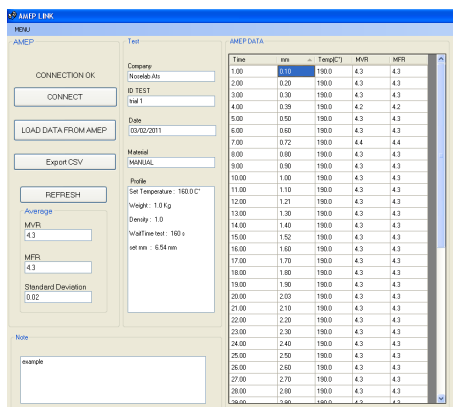 AMEP LINK
MENU
AMEP
CONNECTION OK
CONNECT
LOAD DATA FROM AMEP
Export CSV
REFRESH
Average
MVR
4.3
MFR
4.3
Standard Deviation
0.02
Test
Company
Noselab Ats
ID TEST
trial 1
Date
03/02/2011
Material
MANUAL
Profile
Set Temperature : 160.0 C°
Weight : 1.0 Kg
Density : 1.0
WaitTime test : 160 s
set mm : 6.54 mm
Note
example
AMEP DATA
Time mm Temp(C°) MVR MFR
1.00 0.10 190.0 4.3 4.3
2.00 0.20 190.0 4.3 4.3
3.00 0.30 190.0 4.3 4.3
4.00 0.39 190.0 4.2 4.2
5.00 0.50 190.0 4.3 4.3
6.00 0.60 190.0 4.3 4.3
7.00 0.72 190.0 4.4 4.4
8.00 0.80 190.0 4.3 4.3
9.00 0.90 190.0 4.3 4.3
10.00 1.00 190.0 4.3 4.3
11.00 1.10 190.0 4.3 4.3
12.00 1.21 190.0 4.3 4.3
13.00 1.30 190.0 4.3 4.3
14.00 1.40 190.0 4.3 4.3
15.00 1.52 190.0 4.3 4.3
16.00 1.60 190.0 4.3 4.3
17.00 1.70 190.0 4.3 4.3
18.00 1.80 190.0 4.3 4.3
19.00 1.90 190.0 4.3 4.3
20.00 2.03 190.0 4.3 4.3
21.00 2.10 190.0 4.3 4.3
22.00 2.20 190.0 4.3 4.3
23.00 2.30 190.0 4.3 4.3
24.00 2.40 190.0 4.3 4.3
25.00 2.50 190.0 4.3 4.3
26.00 2.60 190.0 4.3 4.3
27.00 2.70 190.0 4.3 4.3
28.00 2.80 190.0 4.3 4.3
29.00 2.90 190.0 4.3 4.3